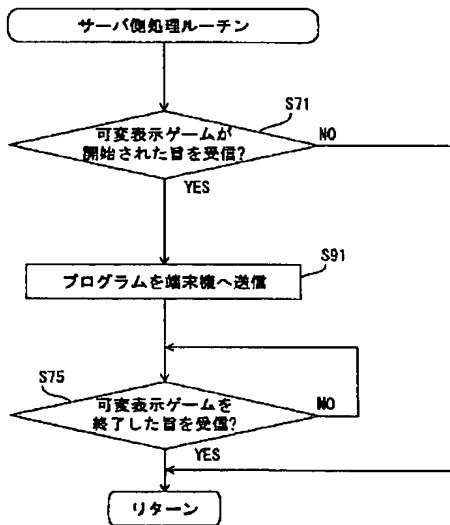 サーバ側処理ルーチン
S71
可変表示ゲームが
開始された旨を受信?
NO
YES
S91
プログラムを端末機へ送信
S75
可変表示ゲームを
終了した旨を受信?
NO
YES
リターン